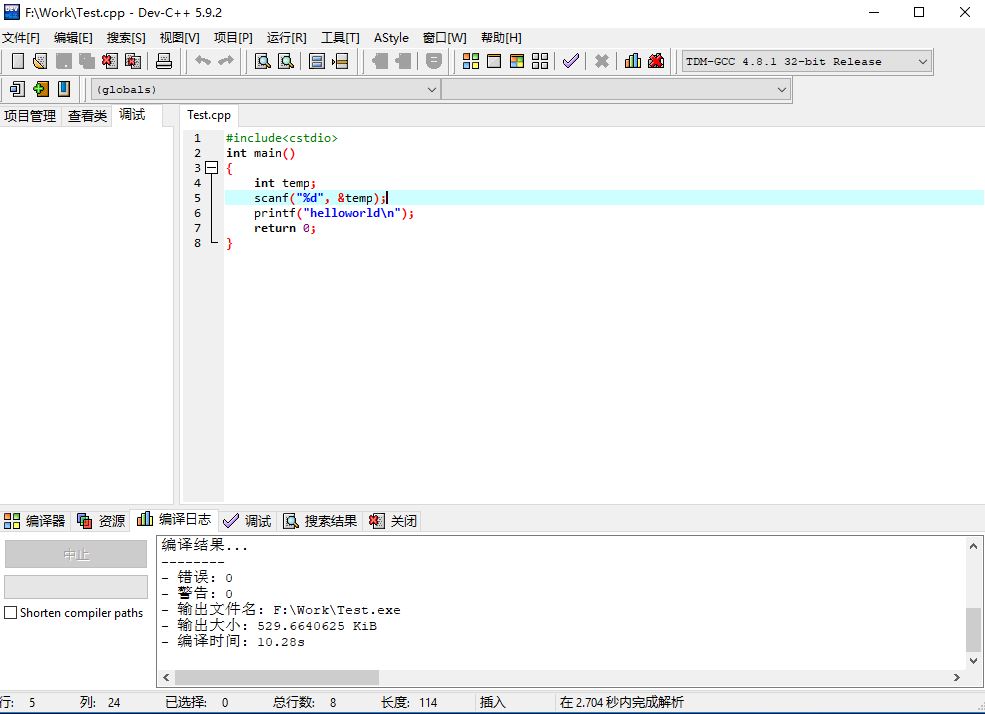 F:\Work\Test.cpp - Dev-C++ 5.9.2
文件[F] 编辑[E] 搜索[S] 视图[V] 项目[P] 运行[R] 工具[T] AStyle 窗口[W] 帮助[H]
TDM-GCC 4.8.1 32-bit Release
(globals)
项目管理 查看类 调试
Test.cpp
1 #include<cstdio>
2 int main()
3 {
4 int temp;
5 scanf("%d", &temp);
6 printf("helloworld\n");
7 return 0;
8 }
编译器 资源 编译日志 调试 搜索结果 关闭
中止
Shorten compiler paths
编译结果...
--------
- 错误: 0
- 警告: 0
- 输出文件名: F:\Work\Test.exe
- 输出大小: 529.6640625 KiB
- 编译时间: 10.28s
行: 5 列: 24 已选择: 0 总行数: 8 长度: 114 插入 在 2.704 秒内完成解析